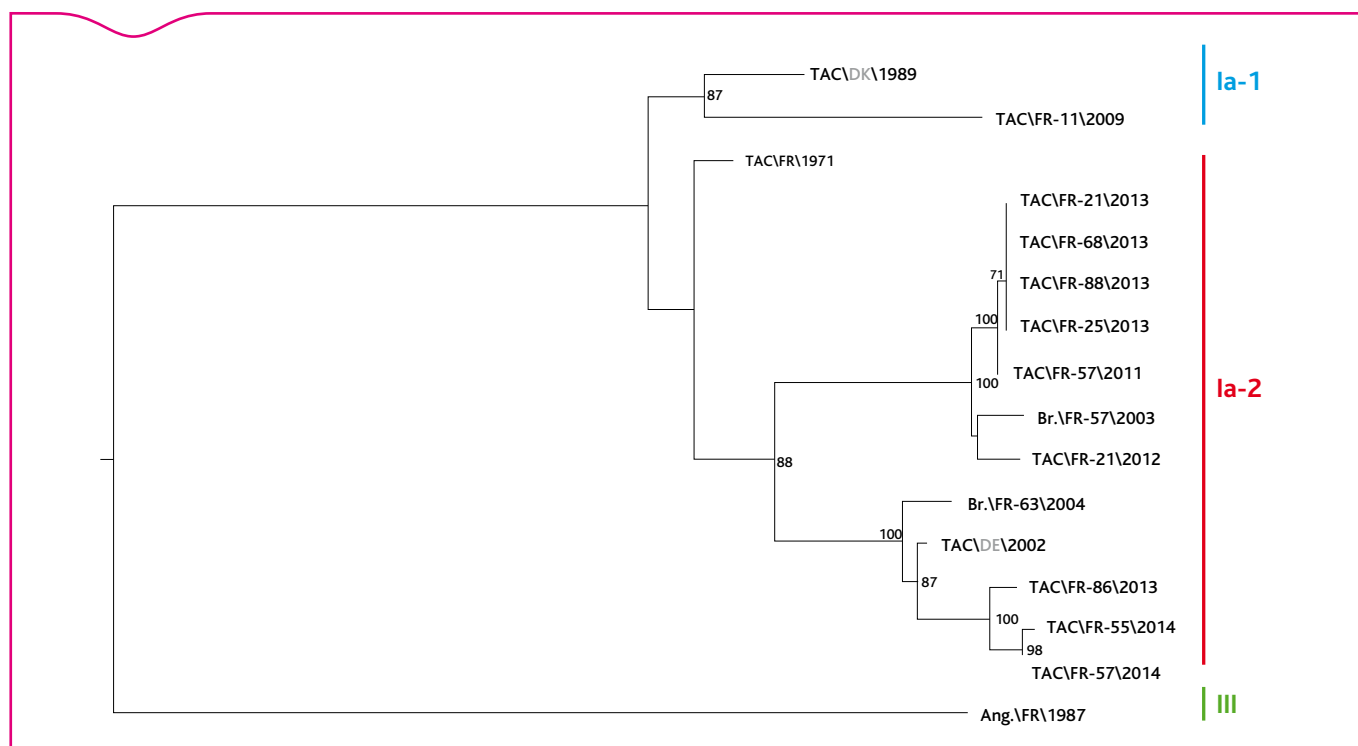 TAC\DK\1989
Ia-1
87
TAC\FR-11\2009
TAC\FR\1971
TAC\FR-21\2013
TAC\FR-68\2013
71
TAC\FR-88\2013
100
TAC\FR-25\2013
TAC\FR-57\2011
100
Ia-2
Br.\FR-57\2003
88
TAC\FR-21\2012
Br.\FR-63\2004
100
TAC\DE\2002
87
TAC\FR-86\2013
100
TAC\FR-55\2014
98
TAC\FR-57\2014
III
Ang.\FR\1987